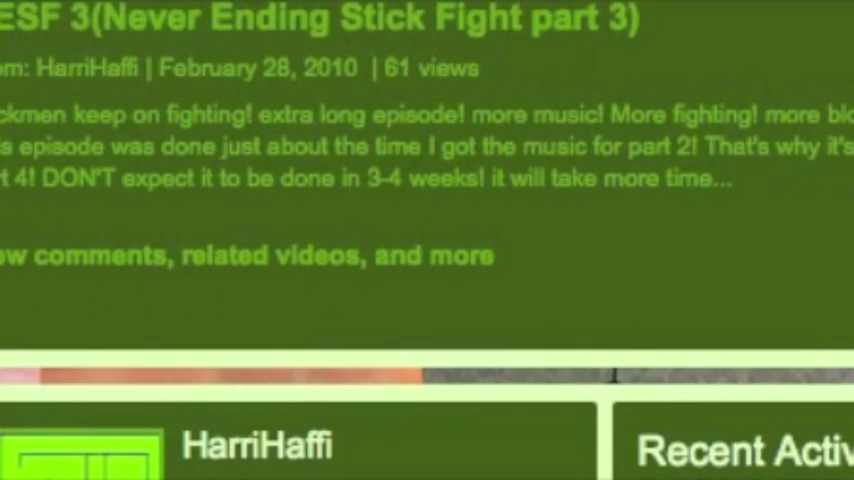 ESF 3(Never Ending Stick Fight part 3)
om: HarriHaffi | February 28, 2010 | 61 views
ckmen keep on fighting! extra long episode! more music! More fighting! more blo
s episode was done just about the time I got the music for part 2! That's why it's
t 4! DON'T expect it to be done in 3-4 weeks! it will take more time...
ew comments, related videos, and more
HarriHaffi
Recent Activ